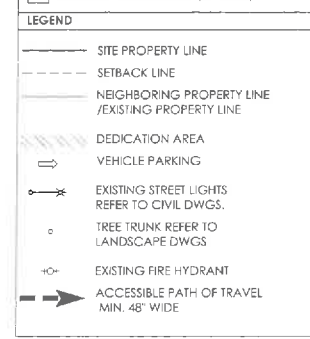 LEGEND
SITE PROPERTY LINE
SETBACK LINE
NEIGHBORING PROPERTY LINE
/EXISTING PROPERTY LINE
DEDICATION AREA
VEHICLE PARKING
EXISTING STREET LIGHTS
REFER TO CIVIL DWGS.
TREE TRUNK REFER TO
LANDSCAPE DWGS
EXISTING FIRE HYDRANT
ACCESSIBLE PATH OF TRAVEL
MIN. 48" WIDE